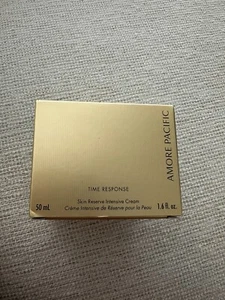 AMORE PACIFIC
TIME RESPONSE
Skin Reserve Intensive Cream
Crème Intensive de Réserve pour la Peau
50 mL 1.6 fl. oz.